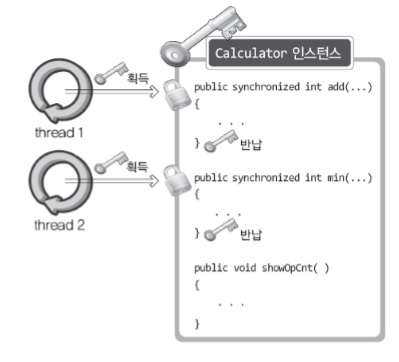 Calculator 인스턴스
획득
public synchronized int add(...)
{
. . .
} 반납
thread 1
획득
public synchronized int min(...)
{
. . .
} 반납
thread 2
public void showOpCnt( )
{
. . .
}